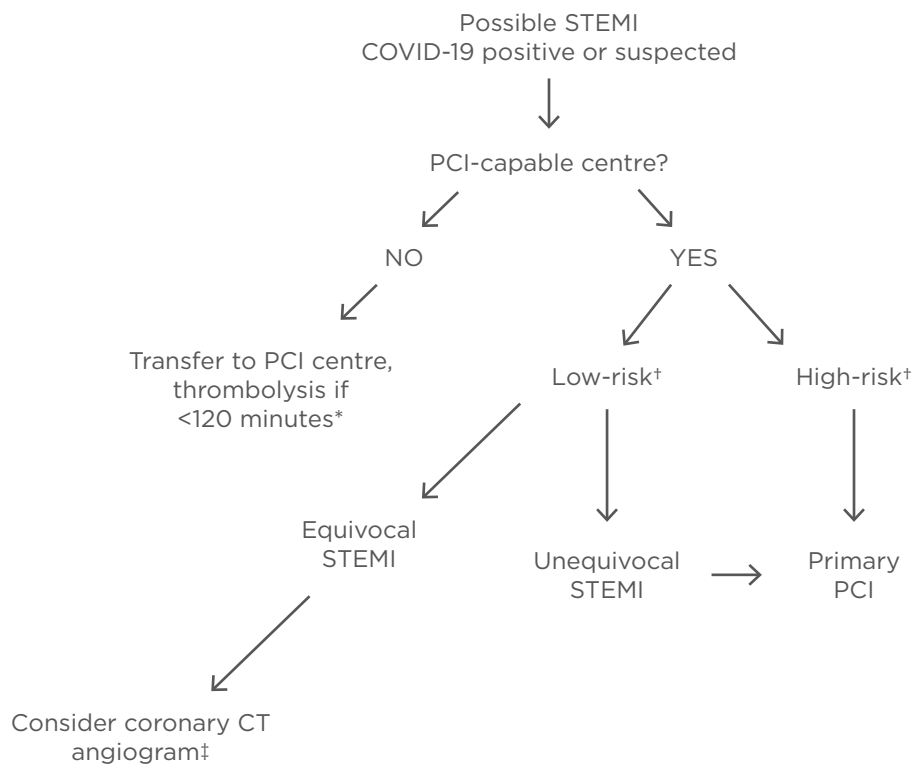 Possible STEMI
COVID-19 positive or suspected
PCI-capable centre?
NO
YES
Transfer to PCI centre,
thrombolysis if
<120 minutes*
Low-risk†
High-risk†
Equivocal
STEMI
Unequivocal
STEMI
Primary
PCI
Consider coronary CT
angiogram‡